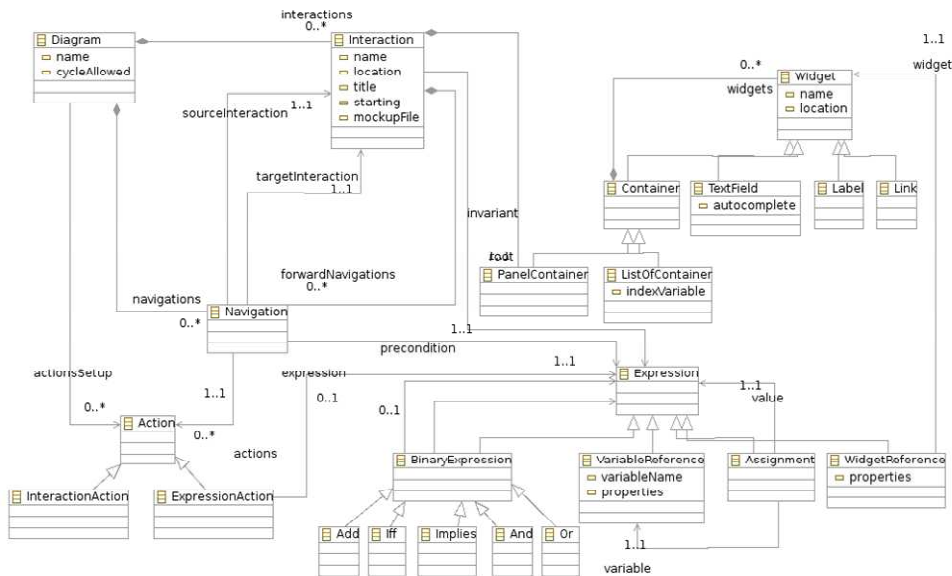 interactions
0..*
Diagram
name
cycleAllowed
Interaction
name
location
title
starting
mockupFile
1..1
widget
0..*
widgets
Widget
name
location
sourceInteraction
1..1
targetInteraction
1..1
Container
TextField
autocomplete
Label
Link
invariant
root
PanelContainer
ListOfContainer
indexVariable
forwardNavigations
0..*
navigations
0..*
Navigation
1..1
precondition
1..1
Expression
actionsSetup
1..1
expression
0..1
0..1
1..1
value
0..*
Action
0..*
actions
BinaryExpression
VariableReference
variableName
properties
Assignment
WidgetReference
properties
InteractionAction
ExpressionAction
Add
Iff
Implies
And
Or
1..1
variable